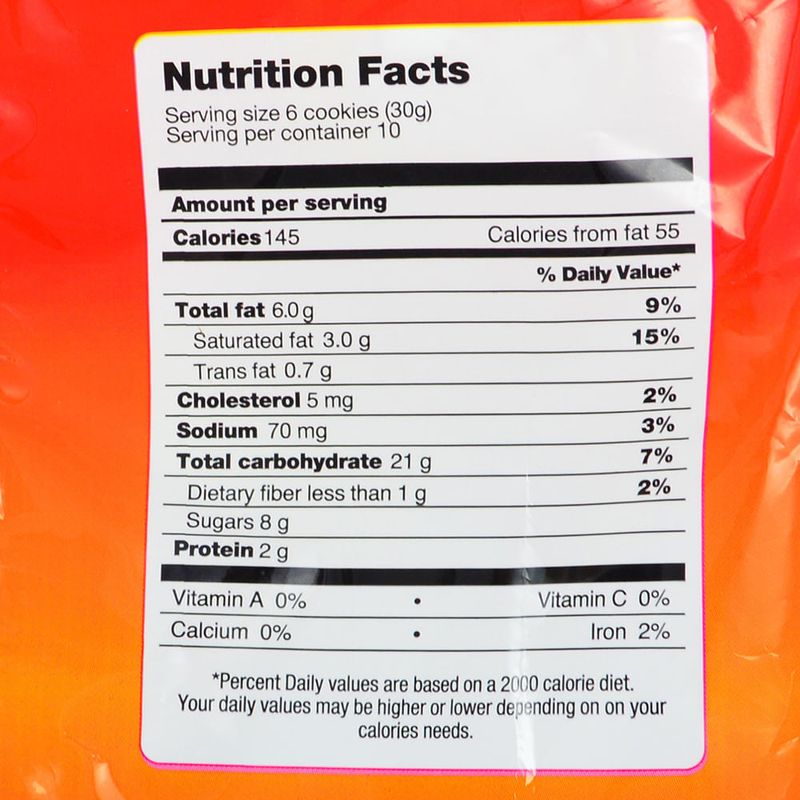 Nutrition Facts
Serving size 6 cookies (30g)
Serving per container 10
Amount per serving
Calories 145 Calories from fat 55
% Daily Value*
Total fat 6.0g 9%
Saturated fat 3.0 g 15%
Trans fat 0.7 g
Cholesterol 5 mg 2%
Sodium 70 mg 3%
Total carbohydrate 21 g 7%
Dietary fiber less than 1 g 2%
Sugars 8 g
Protein 2 g
Vitamin A 0% • Vitamin C 0%
Calcium 0% • Iron 2%
*Percent Daily values are based on a 2000 calorie diet.
Your daily values may be higher or lower depending on on your
calories needs.